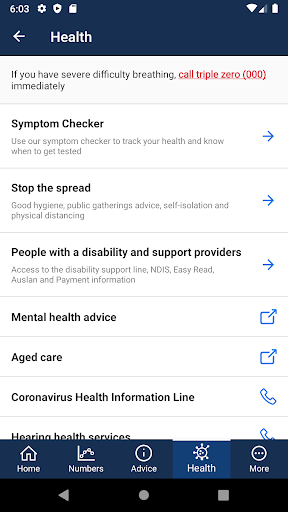 6:03
Health
If you have severe difficulty breathing, call triple zero (000)
immediately
Symptom Checker
Use our symptom checker to track your health and know
when to get tested
Stop the spread
Good hygiene, public gatherings advice, self-isolation and
physical distancing
People with a disability and support providers
Access to the disability support line, NDIS, Easy Read,
Auslan and Payment information
Mental health advice
Aged care
Coronavirus Health Information Line
Hearing health services
Home Numbers Advice Health More